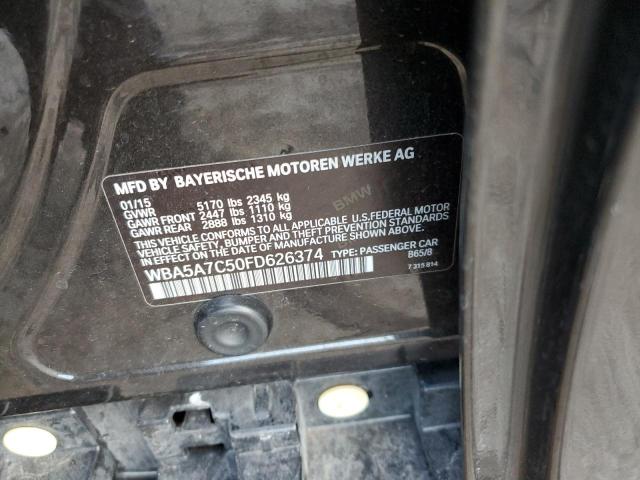 MFD BY BAYERISCHE MOTOREN WERKE AG
01/15
GVWR 5170 lbs 2345 kg
GAWR FRONT 2447 lbs 1110 kg
GAWR REAR 2888 lbs 1310 kg
BMW
THIS VEHICLE CONFORMS TO ALL APPLICABLE U.S.FEDERAL MOTOR
VEHICLE SAFETY, BUMPER AND THEFT PREVENTION STANDARDS
IN EFFECT ON THE DATE OF MANUFACTURE SHOWN ABOVE.
WBA5A7C50FD626374 TYPE: PASSENGER CAR
B65/8
7 315 814